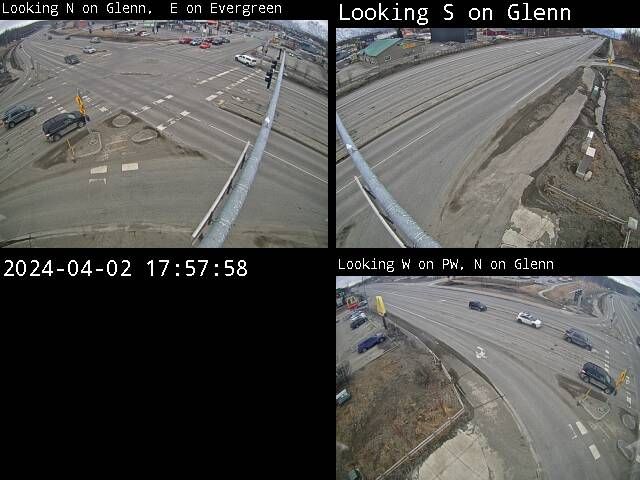 Looking N on Glenn,  E on Evergreen
Looking S on Glenn
2024-04-02 17:57:58
Looking W on PW, N on Glenn